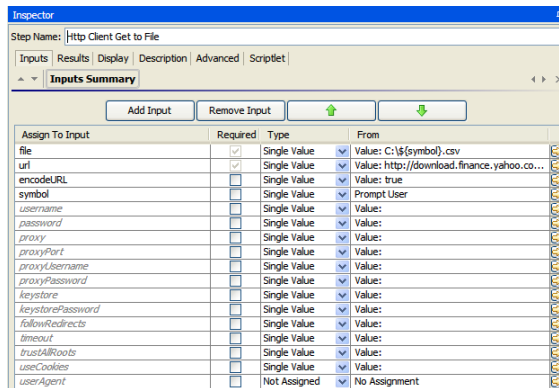 Inspector
Step Name: Http Client Get to File
Inputs Results Display Description Advanced Scriptlet
Inputs Summary
Add Input Remove Input
Assign To Input Required Type From
file Single Value Value: C:\${symbol}.csv
url Single Value Value: http://download.finance.yahoo.co...
encodeURL Single Value Value: true
symbol Single Value Prompt User
username Single Value Value:
password Single Value Value:
proxy Single Value Value:
proxyPort Single Value Value:
proxyUsername Single Value Value:
proxyPassword Single Value Value:
keystore Single Value Value:
keystorePassword Single Value Value:
followRedirects Single Value Value:
timeout Single Value Value:
trustAllRoots Single Value Value:
useCookies Single Value Value:
userAgent Not Assigned No Assignment